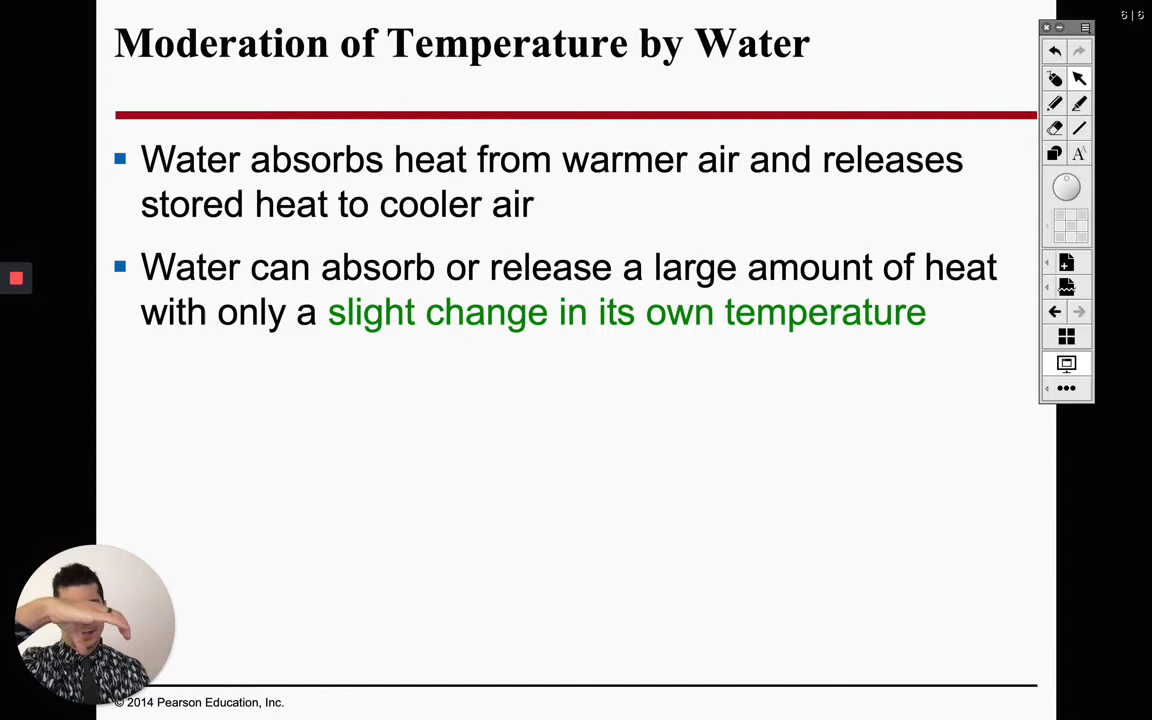 6 | 6
Moderation of Temperature by Water
Water absorbs heat from warmer air and releases
stored heat to cooler air
Water can absorb or release a large amount of heat
with only a slight change in its own temperature
A
© 2014 Pearson Education, Inc.